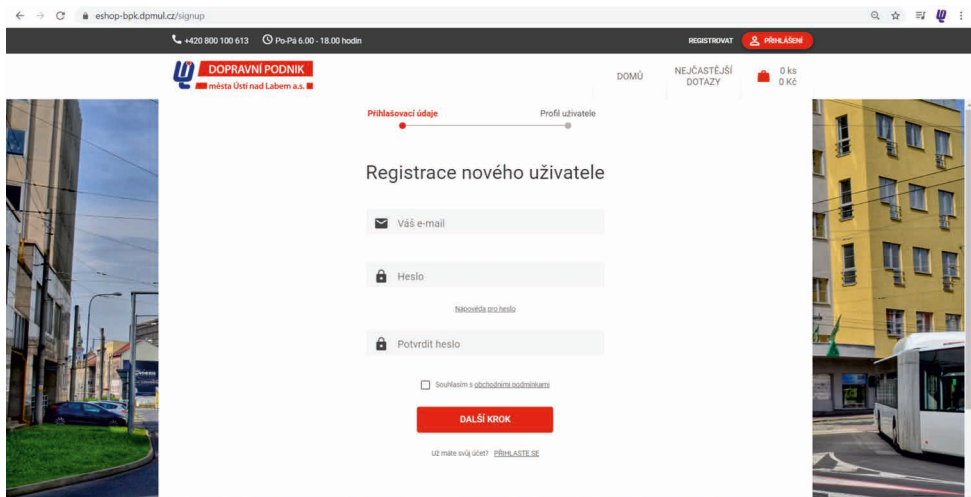 eshop-bpk.dpmul.cz/signup
+420 800 100 613 Po-Pá 6.00 - 18.00 hodin REGISTROVAT PŘIHLÁŠENÍ
DOPRAVNÍ PODNIK
města Ústí nad Labem a.s.
DOMŮ
NEJČASTĚJŠÍ
DOTAZY
0 ks
0 Kč
Přihlašovací údaje Profil uživatele
Registrace nového uživatele
Váš e-mail
Heslo
Nápověda pro heslo
Potvrdit heslo
Souhlasím s obchodními podmínkami
DALŠÍ KROK
Už máte svůj účet? PŘIHLASTE SE